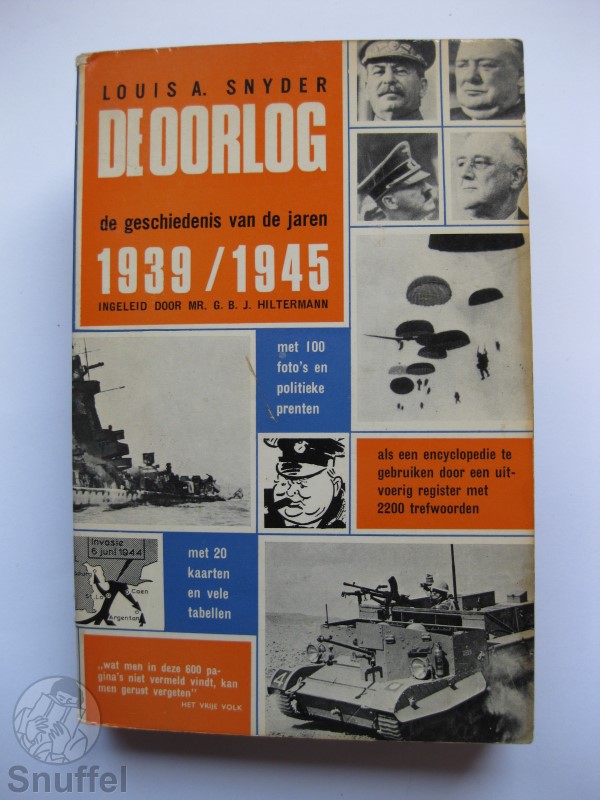 LOUIS A. SNYDER
DE OORLOG
de geschiedenis van de jaren
1939 / 1945
INGELEID DOOR MR. G. B. J. HILTERMANN
met 100
foto's en
politieke
prenten
als een encyclopedie te
gebruiken door een uit-
voerig register met
2200 trefwoorden
Invasie
6 juni 1944
St Lo
Caen
Argentan
met 20
kaarten
en vele
tabellen
„wat men in deze 600 pa-
gina's niet vermeld vindt, kan
men gerust vergeten"
HET VRIJE VOLK
Snuffel